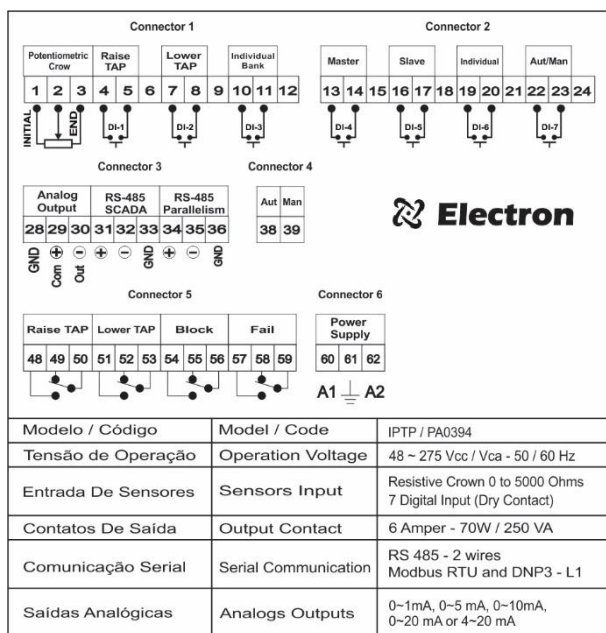 Connector 1
Connector 2
Potentiometric Crow
Raise TAP
Lower TAP
Individual Bank
Master
Slave
Individual
Aut/Man
1 2 3 4 5 6 7 8 9 10 11 12
13 14 15 16 17 18 19 20 21 22 23 24
INITIAL
END
DI-1
DI-2
DI-3
DI-4
DI-5
DI-6
DI-7
Connector 3
Connector 4
Analog Output
RS-485 SCADA
RS-485 Parallelism
Aut Man
28 29 30 31 32 33 34 35 36
38 39
GND
Com +
Out -
+
-
GND
+
-
GND
Electron
Connector 5
Connector 6
Raise TAP
Lower TAP
Block
Fail
Power Supply
48 49 50 51 52 53 54 55 56 57 58 59
60 61 62
A1 A2
Modelo / Código
Model / Code
IPTP / PA0394
Tensão de Operação
Operation Voltage
48 ~ 275 Vcc / Vca - 50 / 60 Hz
Entrada De Sensores
Sensors Input
Resistive Crown 0 to 5000 Ohms
7 Digital Input (Dry Contact)
Contatos De Saída
Output Contact
6 Amper - 70W / 250 VA
Comunicação Serial
Serial Communication
RS 485 - 2 wires
Modbus RTU and DNP3 - L1
Saídas Analógicas
Analogs Outputs
0~1mA, 0~5 mA, 0~10mA,
0~20 mA or 4~20 mA